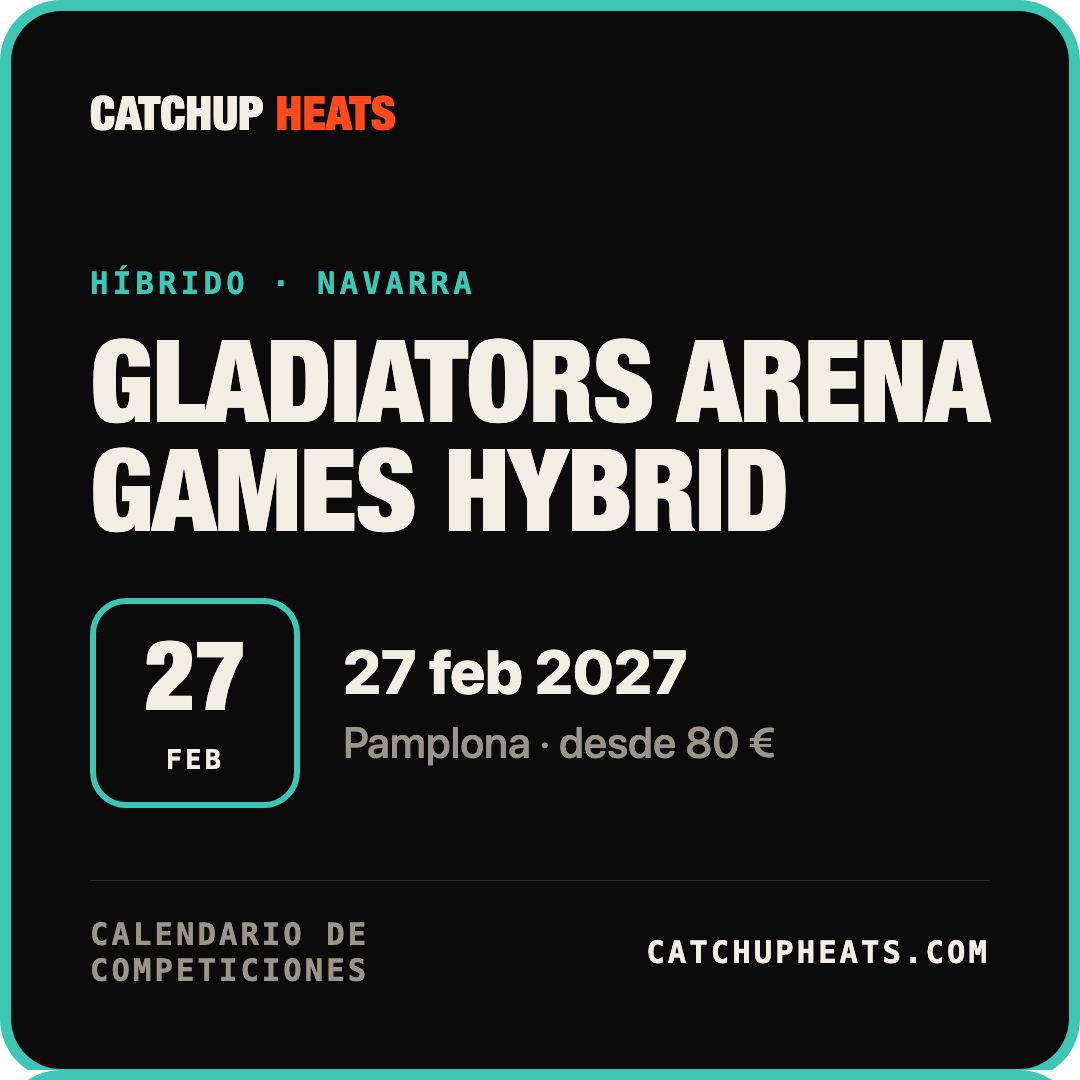 CATCHUP HEATS
HÍBRIDO · NAVARRA
GLADIATORS ARENA
GAMES HYBRID
27
FEB
27 feb 2027
Pamplona · desde 80 €
CALENDARIO DE
COMPETICIONES
CATCHUPHEATS.COM